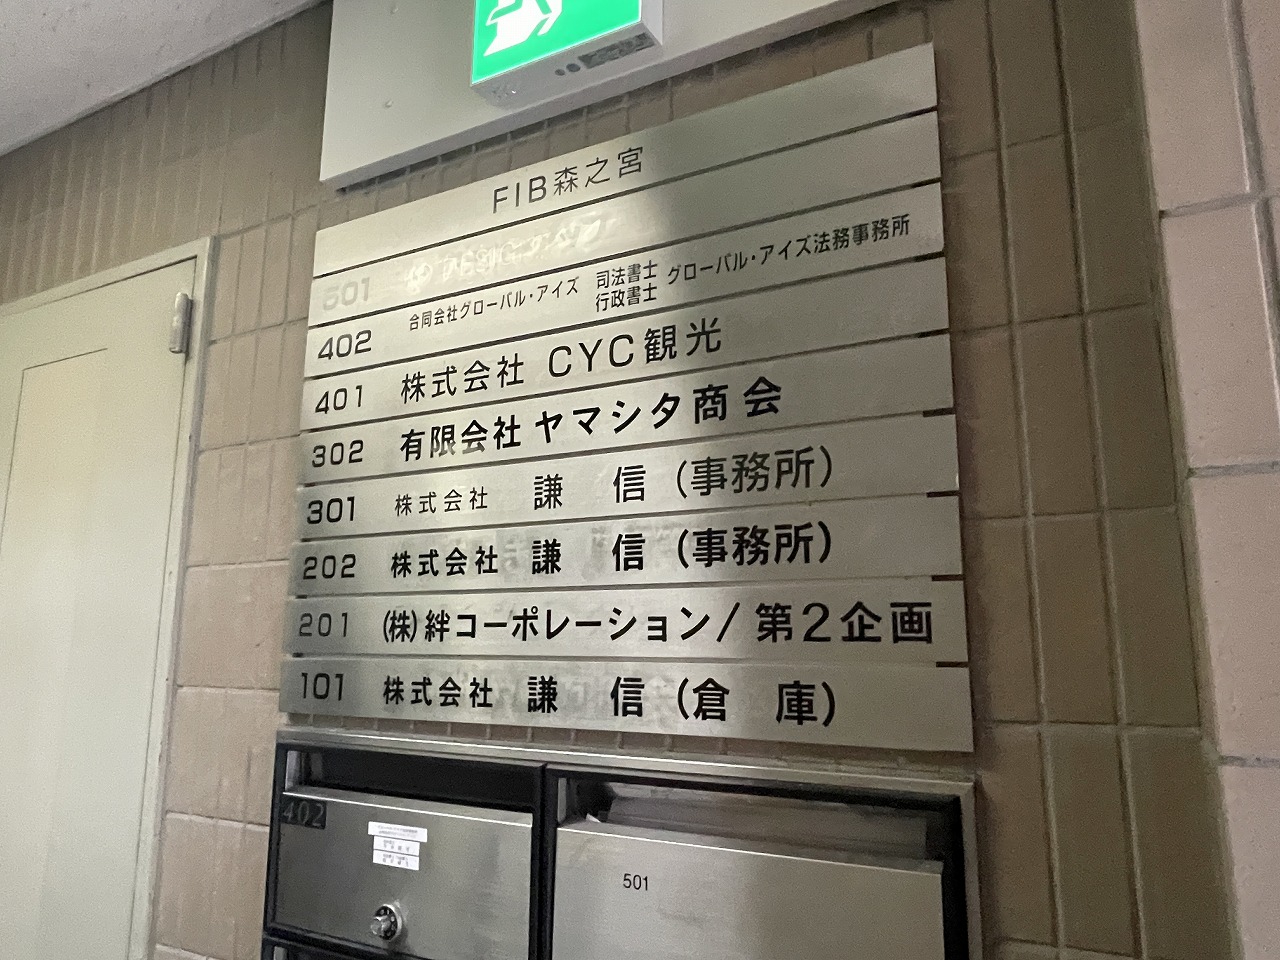 FIB森之宮
501
402 合同会社グローバル・アイズ 司法書士 行政書士 グローバル・アイズ法務事務所
401 株式会社 CYC観光
302 有限会社 ヤマシタ商会
301 株式会社 謙 信 (事務所)
202 株式会社 謙 信 (事務所)
201 (株)絆コーポレーション/ 第2企画
101 株式会社 謙 信 (倉 庫)
402
501